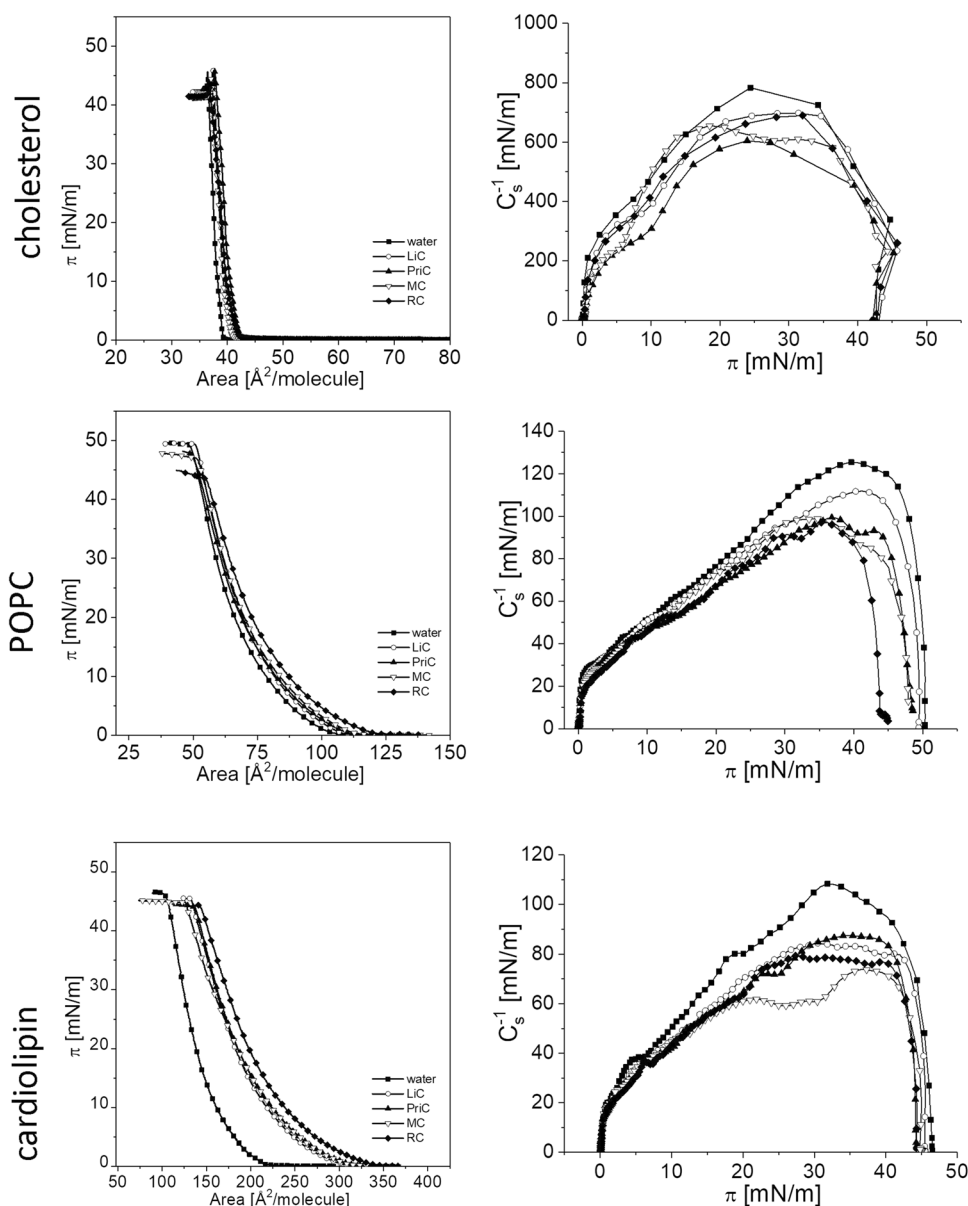 cholesterol
50
40
30
20
10
0
π [mN/m]
20 30 40 50 60 70 80
Area [Å²/molecule]
water
LiC
PriC
MC
RC
1000
800
600
400
200
0
C_s^-1 [mN/m]
0 10 20 30 40 50
π [mN/m]
POPC
50
40
30
20
10
0
π [mN/m]
25 50 75 100 125 150
Area [Å²/molecule]
water
LiC
PriC
MC
RC
140
120
100
80
60
40
20
0
C_s^-1 [mN/m]
0 10 20 30 40 50
π [mN/m]
cardiolipin
50
40
30
20
10
0
π [mN/m]
50 100 150 200 250 300 350 400
Area [Å²/molecule]
water
LiC
PriC
MC
RC
120
100
80
60
40
20
0
C_s^-1 [mN/m]
0 10 20 30 40 50
π [mN/m]